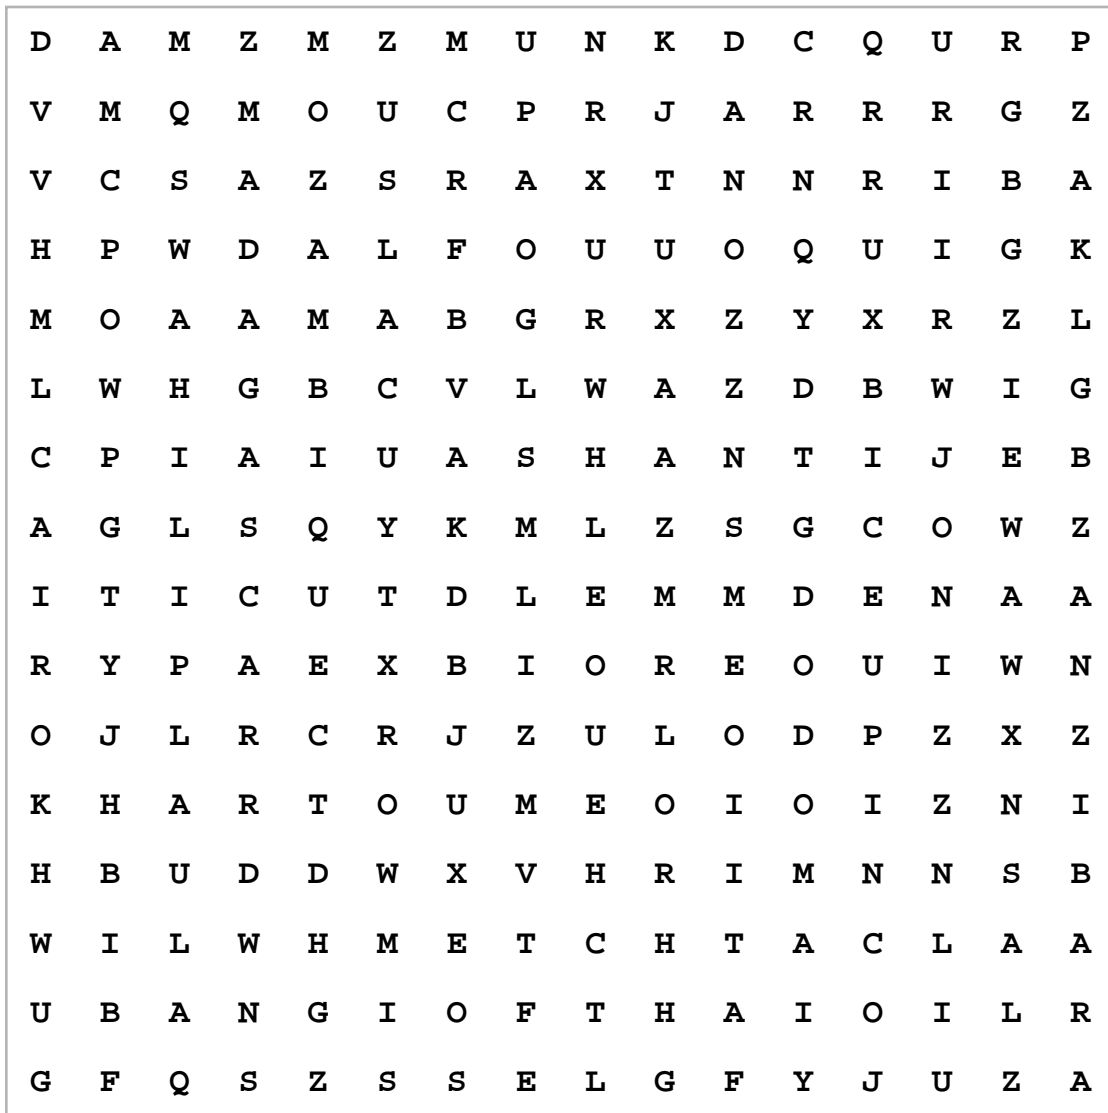 D A M Z M Z M U N K D C Q U R P
V M Q M O U C P R J A R R R G Z
V C S A Z S R A X T N N R I B A
H P W D A L F O U U O Q U I G K
M O A A M A B G R X Z Y X R Z L
L W H G B C V L W A Z D B W I G
C P I A I U A S H A N T I J E B
A G L S Q Y K M L Z S G C O W Z
I T I C U T D L E M M D E N A A
R Y P A E X B I O R E O U I W N
O J L R C R J Z U L O D P Z X Z
K H A R T O U M E O I O I Z N I
H B U D D W X V H R I M N N S B
W I L W H M E T C H T A C L A A
U B A N G I O F T H A I O I L R
G F Q S Z S S E L G F Y J U Z A